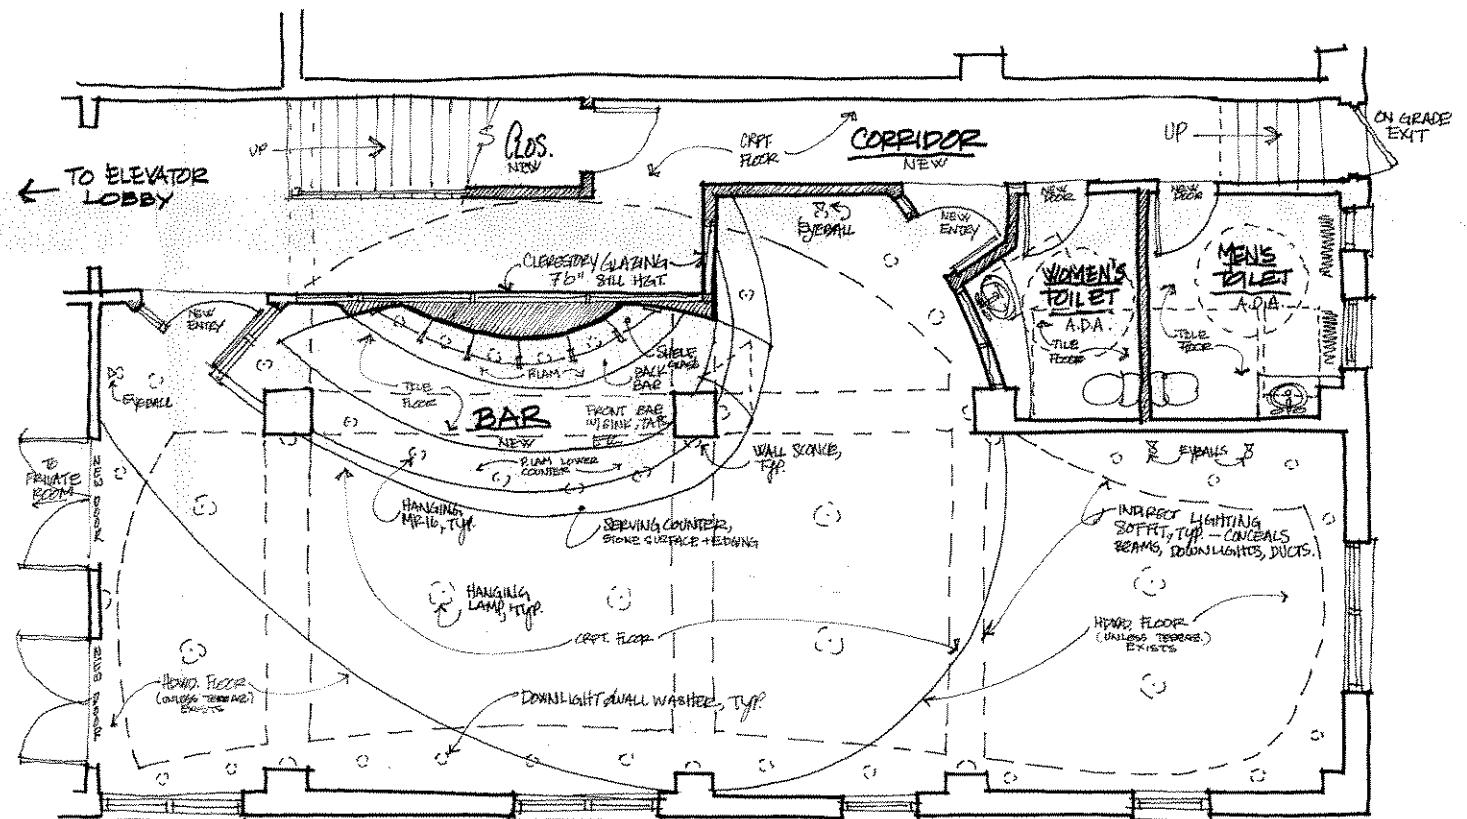 UP
CLOS.
NEW
CRPT.
FLOOR
CORRIDOR
NEW
UP
ON GRADE
EXIT
TO ELEVATOR
LOBBY
EYEBALL
NEW
ENTRY
NEW
DOOR
NEW
DOOR
CLERESTORY GLAZING
7'6" SILL HGT.
WOMEN'S
TOILET
A.D.A.
TILE
FLOOR
MEN'S
TOILET
A.D.A.
TILE
FLOOR
NEW
ENTRY
EYEBALL
TILE
FLOOR
P.LAM
SHELF
BACK
BAR
BAR
NEW
FRONT BAR
W/SINK, TAP,
ETC.
P.LAM LOWER
COUNTER
WALL SCONCE,
TYP.
EYEBALLS
TO
PRIVATE
ROOM
NEW DOOR
HANGING
MR16, TYP.
SERVING COUNTER,
STONE SURFACE + EDGING
INDIRECT LIGHTING
SOFFIT, TYP. – CONCEALS
BEAMS, DOWNLIGHTS, DUCTS.
HANGING
LAMP, TYP.
CRPT. FLOOR
HDWD. FLOOR
(UNLESS TERRAZ.)
EXISTS
HDWD. FLOOR
(UNLESS TERRAZ.)
EXISTS
NEW DOOR
DOWNLIGHT/WALL WASHER, TYP.